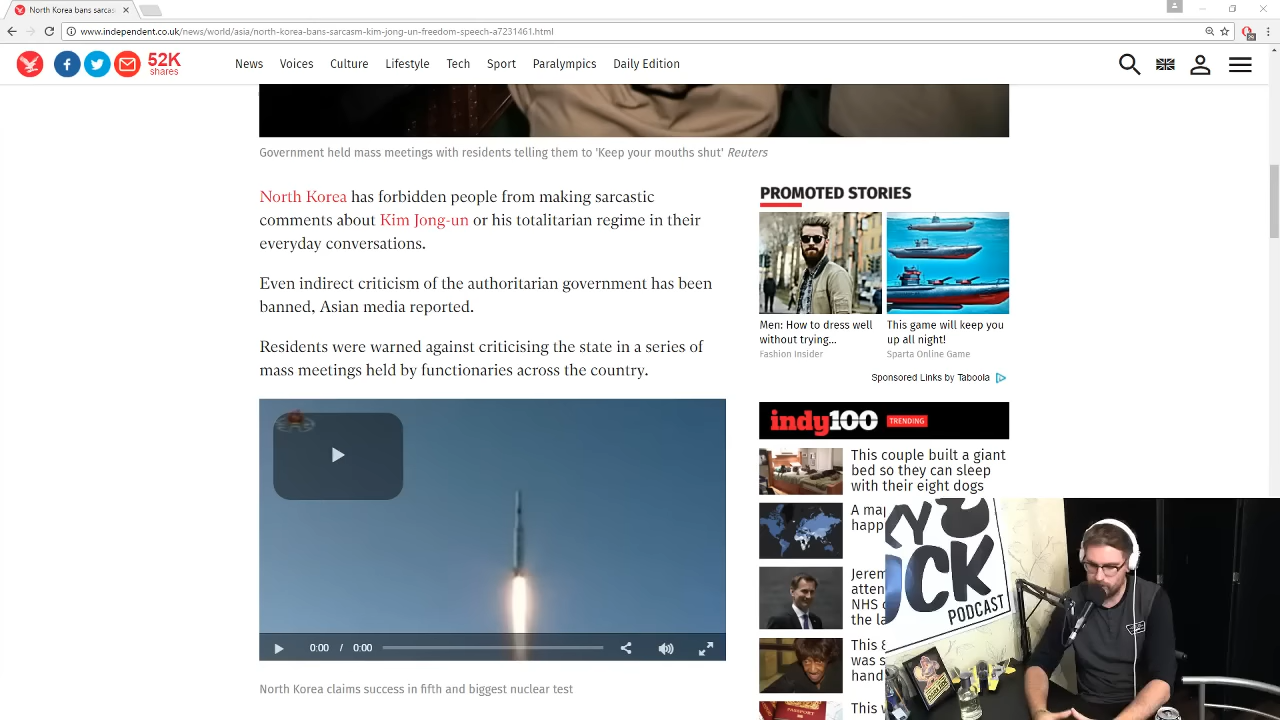 North Korea bans sarcas
www.independent.co.uk/news/world/asia/north-korea-bans-sarcasm-kim-jong-un-freedom-speech-a7231461.html
52K
shares
News Voices Culture Lifestyle Tech Sport Paralympics Daily Edition
Government held mass meetings with residents telling them to 'Keep your mouths shut' Reuters
North Korea has forbidden people from making sarcastic
comments about Kim Jong-un or his totalitarian regime in their
everyday conversations.
Even indirect criticism of the authoritarian government has been
banned, Asian media reported.
Residents were warned against criticising the state in a series of
mass meetings held by functionaries across the country.
0:00 / 0:00
North Korea claims success in fifth and biggest nuclear test
PROMOTED STORIES
Men: How to dress well
without trying...
Fashion Insider
This game will keep you
up all night!
Sparta Online Game
Sponsored Links by Taboola
indy100 TRENDING
This couple built a giant
bed so they can sleep
with their eight dogs
A map
happ
Jerem
atten
NHS
the la
This 8
was s
hand
This
PODCAST